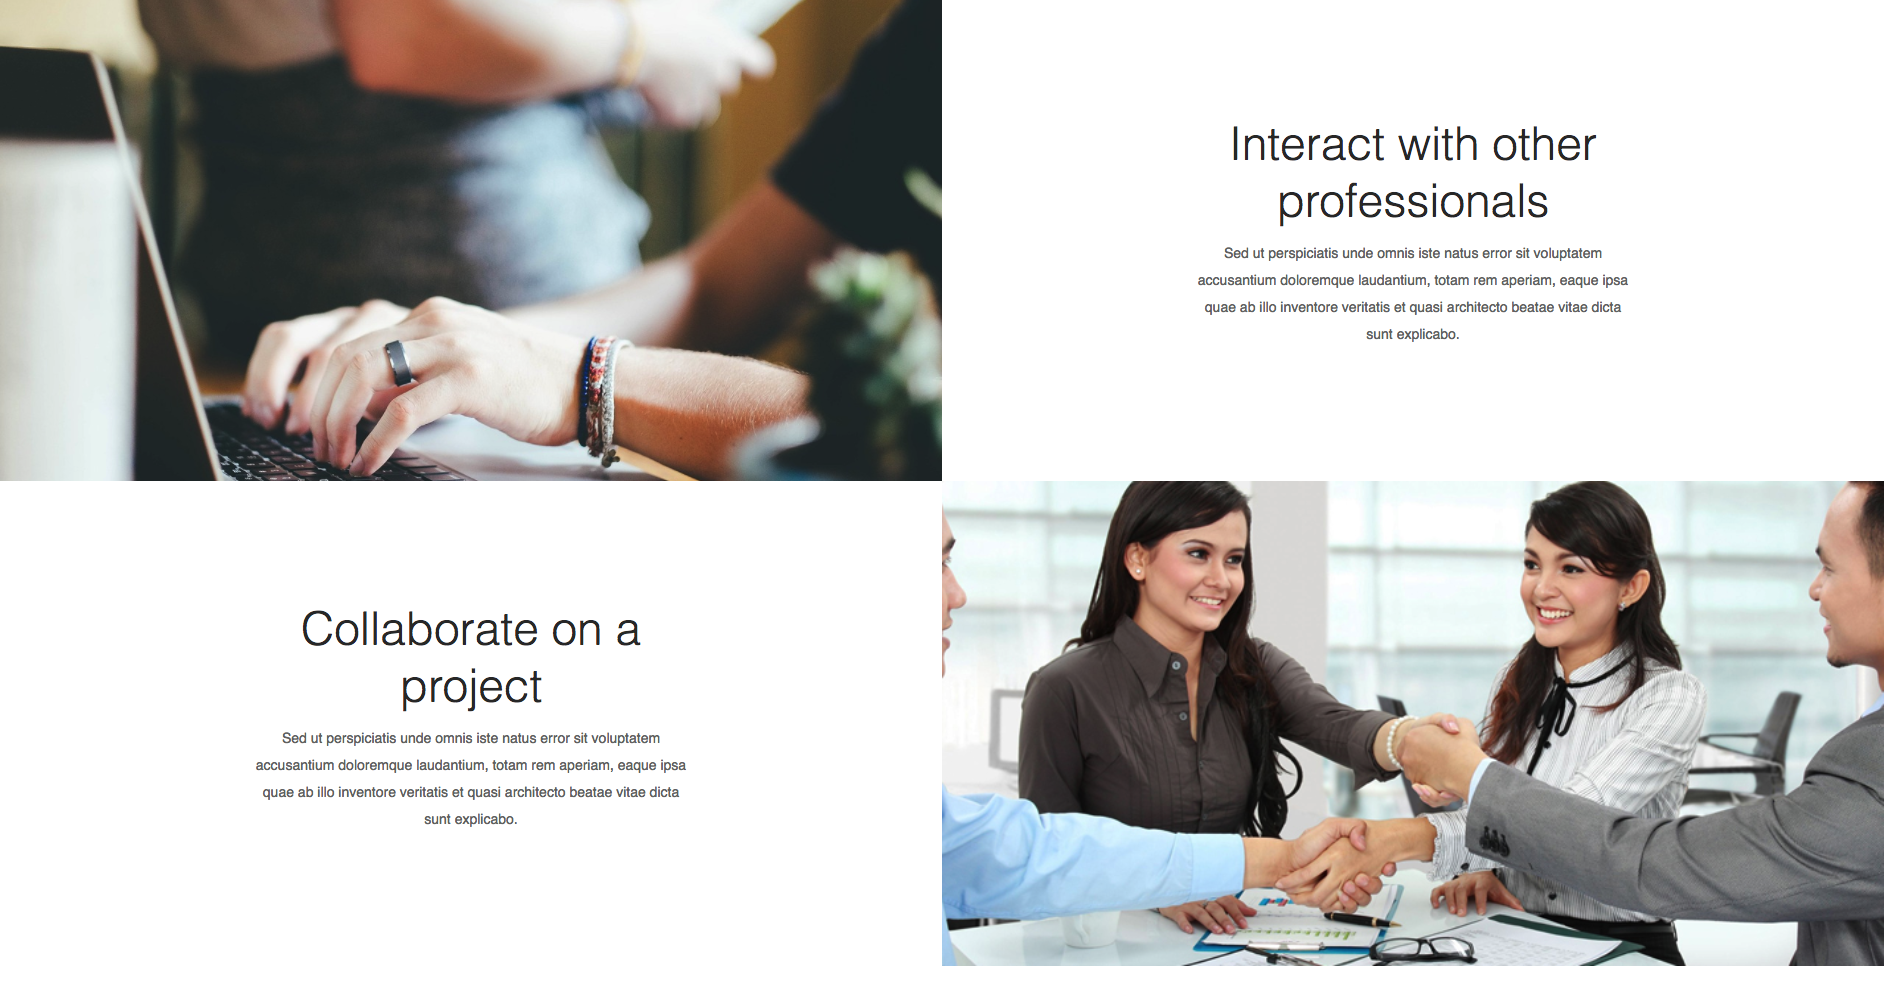 Interact with other
professionals
Sed ut perspiciatis unde omnis iste natus error sit voluptatem
accusantium doloremque laudantium, totam rem aperiam, eaque ipsa
quae ab illo inventore veritatis et quasi architecto beatae vitae dicta
sunt explicabo.
Collaborate on a
project
Sed ut perspiciatis unde omnis iste natus error sit voluptatem
accusantium doloremque laudantium, totam rem aperiam, eaque ipsa
quae ab illo inventore veritatis et quasi architecto beatae vitae dicta
sunt explicabo.